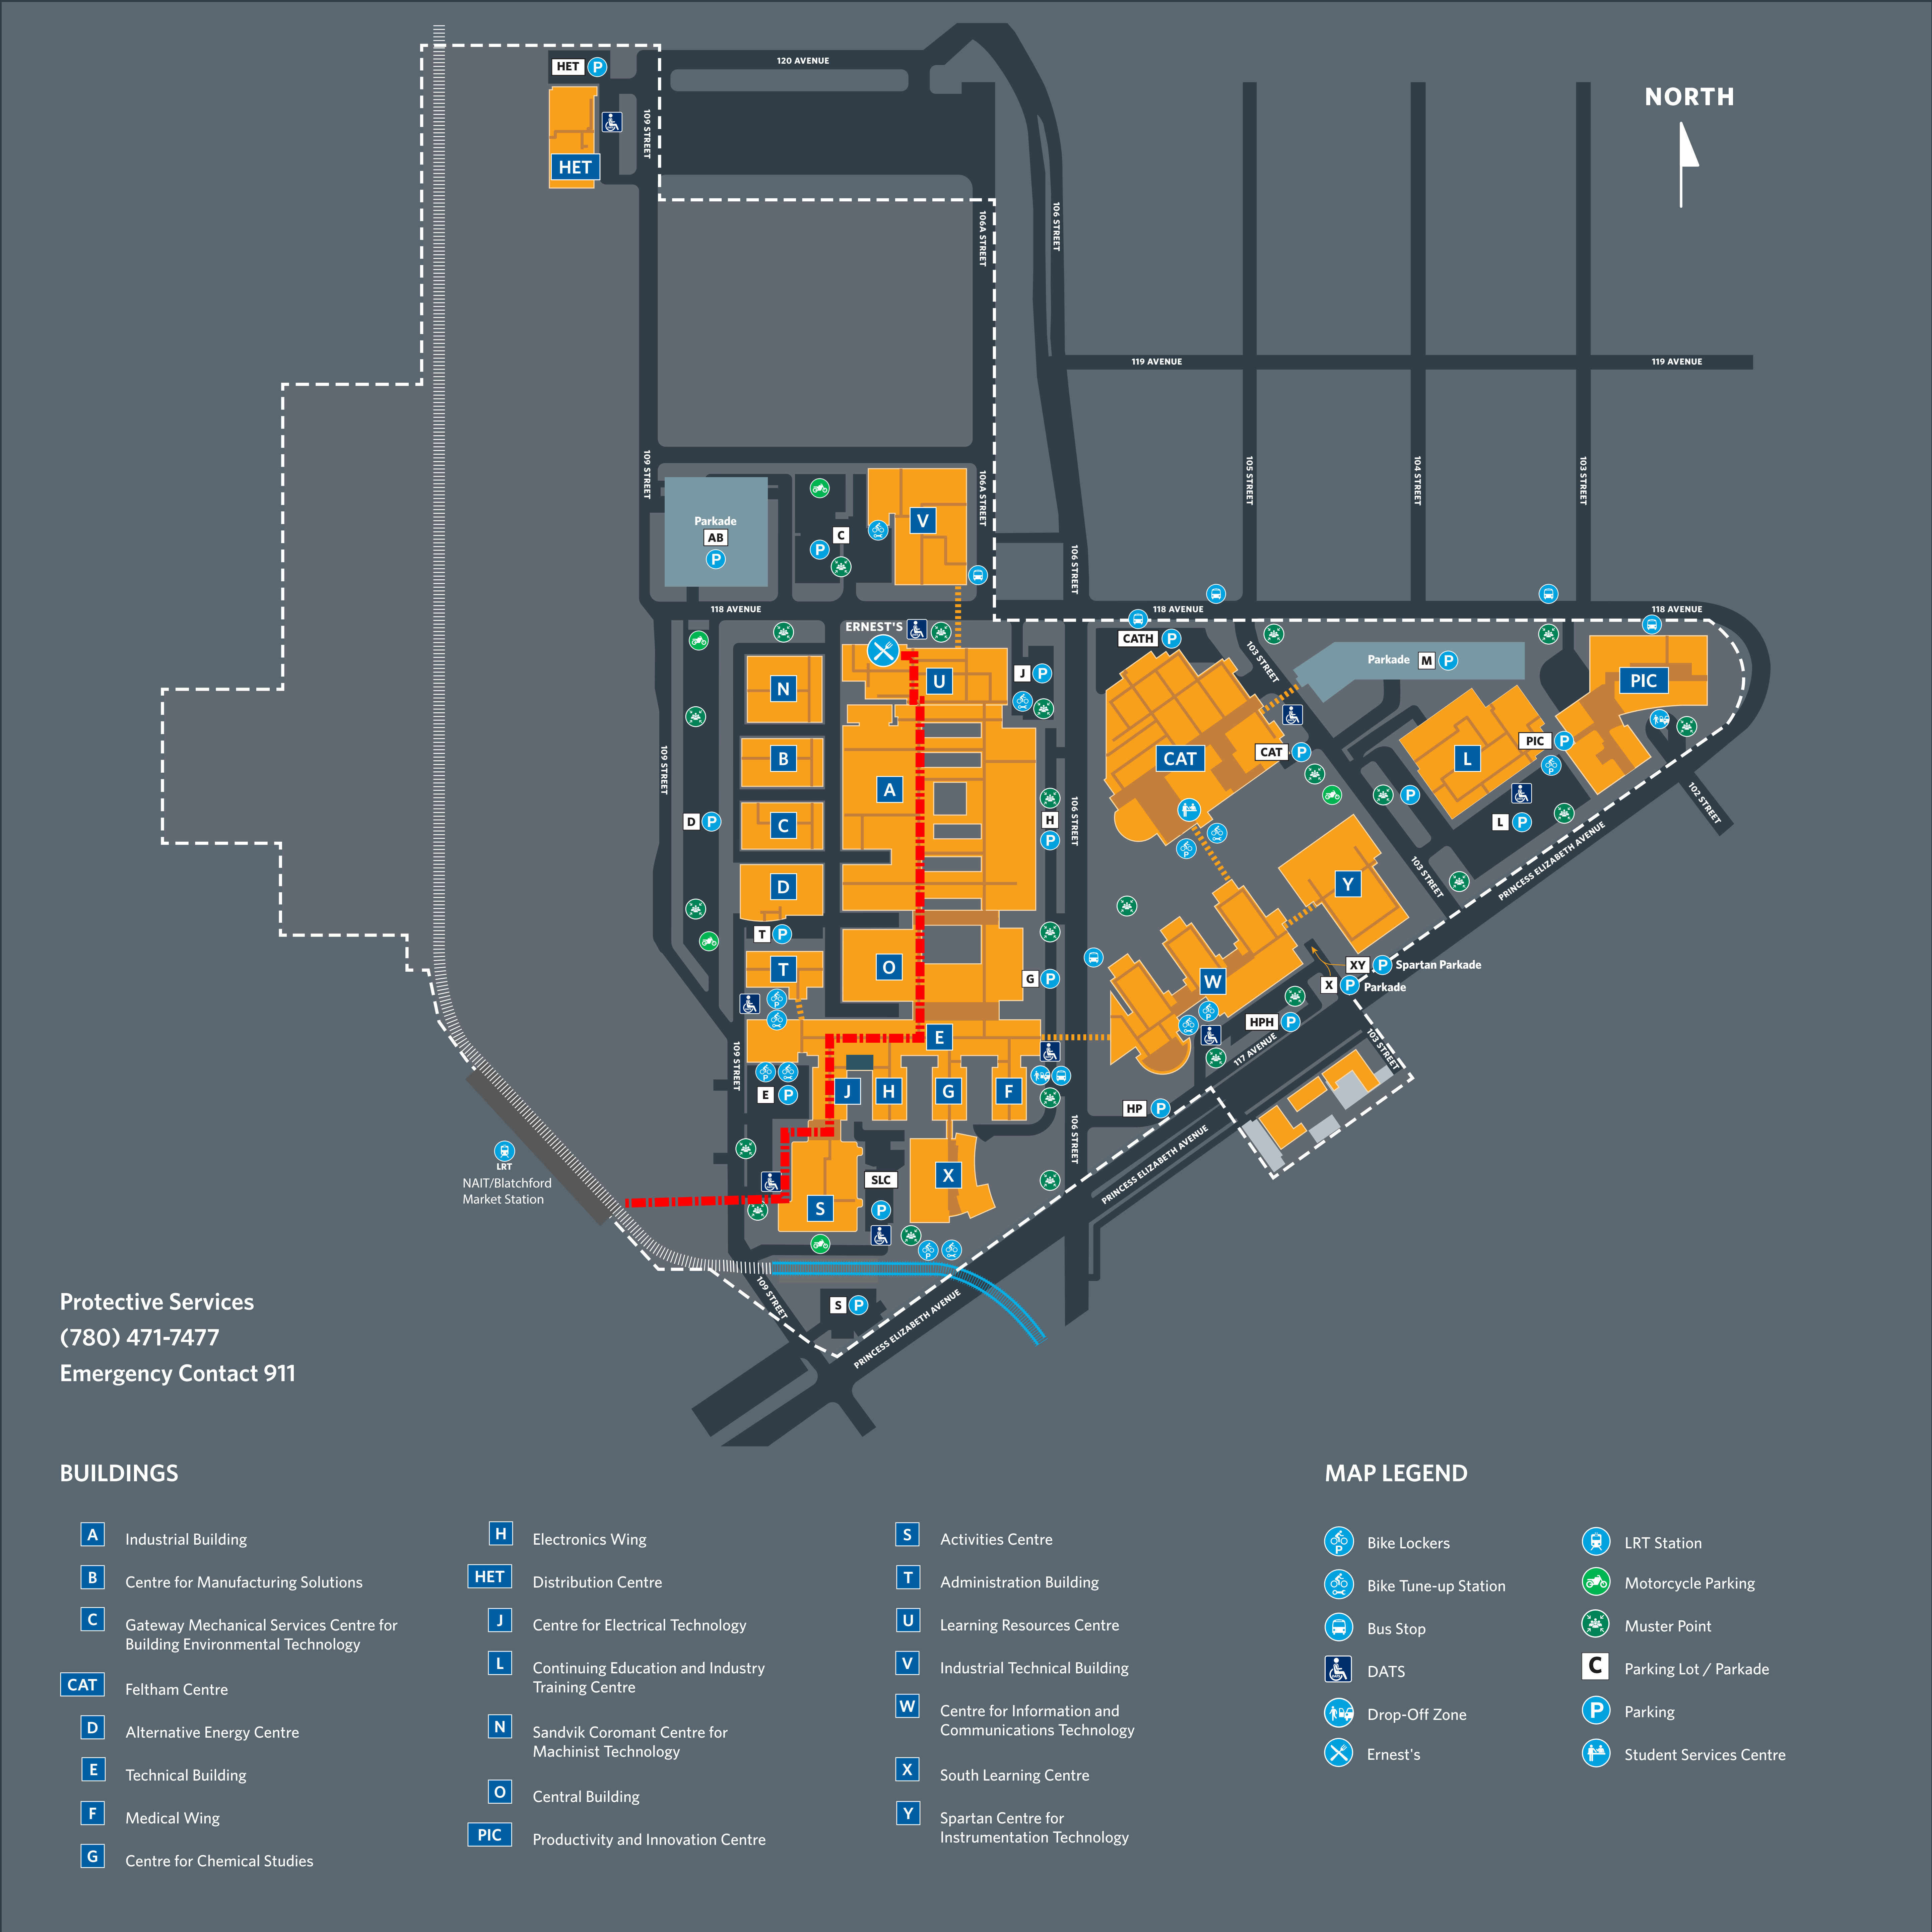 HET P
120 AVENUE
NORTH
109 STREET
HET
106A STREET
106 STREET
119 AVENUE
119 AVENUE
109 STREET
106A STREET
105 STREET
104 STREET
103 STREET
Parkade
AB
P
C
P
V
106 STREET
118 AVENUE
118 AVENUE
118 AVENUE
ERNEST'S
CATH P
103 STREET
Parkade M P
J P
U
N
PIC
109 STREET
B
A
CAT
CAT P
L
PIC P
102 STREET
D P
C
H
P
106 STREET
P
L P
D
Y
103 STREET
PRINCESS ELIZABETH AVENUE
T P
T
O
G P
W
XY P Spartan Parkade
X P Parkade
HPH P
117 AVENUE
103 STREET
109 STREET
E
P
P
E P
J
H
G
F
HP P
106 STREET
PRINCESS ELIZABETH AVENUE
LRT
NAIT/Blatchford
Market Station
SLC
P
X
S
P
109 STREET
S P
PRINCESS ELIZABETH AVENUE
Protective Services
(780) 471-7477
Emergency Contact 911
BUILDINGS
A Industrial Building
B Centre for Manufacturing Solutions
C Gateway Mechanical Services Centre for
Building Environmental Technology
CAT Feltham Centre
D Alternative Energy Centre
E Technical Building
F Medical Wing
G Centre for Chemical Studies
H Electronics Wing
HET Distribution Centre
J Centre for Electrical Technology
L Continuing Education and Industry
Training Centre
N Sandvik Coromant Centre for
Machinist Technology
O Central Building
PIC Productivity and Innovation Centre
S Activities Centre
T Administration Building
U Learning Resources Centre
V Industrial Technical Building
W Centre for Information and
Communications Technology
X South Learning Centre
Y Spartan Centre for
Instrumentation Technology
MAP LEGEND
P Bike Lockers
Bike Tune-up Station
Bus Stop
DATS
Drop-Off Zone
Ernest's
LRT Station
Motorcycle Parking
Muster Point
C Parking Lot / Parkade
P Parking
Student Services Centre